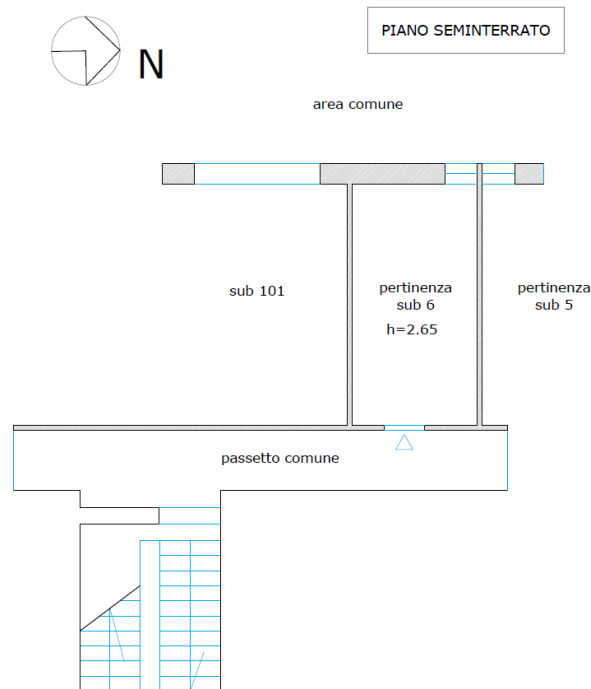 PIANO SEMINTERRATO
N
area comune
sub 101
pertinenza
sub 6
h=2.65
pertinenza
sub 5
passetto comune